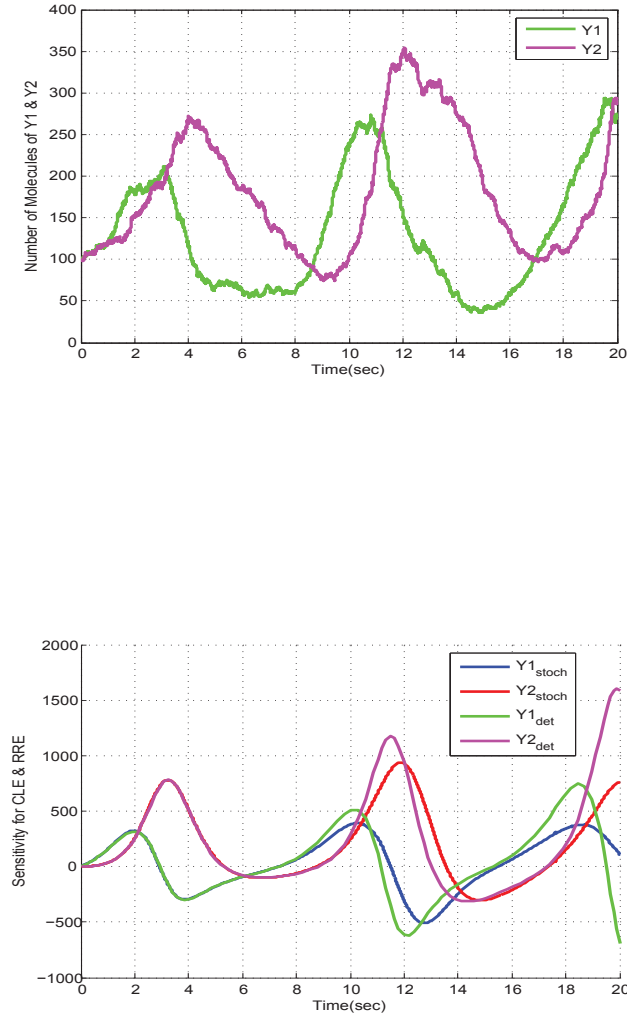 Number of Molecules of Y1 & Y2
400
350
300
250
200
150
100
50
0
Y1
Y2
0 2 4 6 8 10 12 14 16 18 20
Time(sec)
Sensitivity for CLE & RRE
2000
1500
1000
500
0
−500
−1000
Y1stoch
Y2stoch
Y1det
Y2det
0 2 4 6 8 10 12 14 16 18 20
Time(sec)